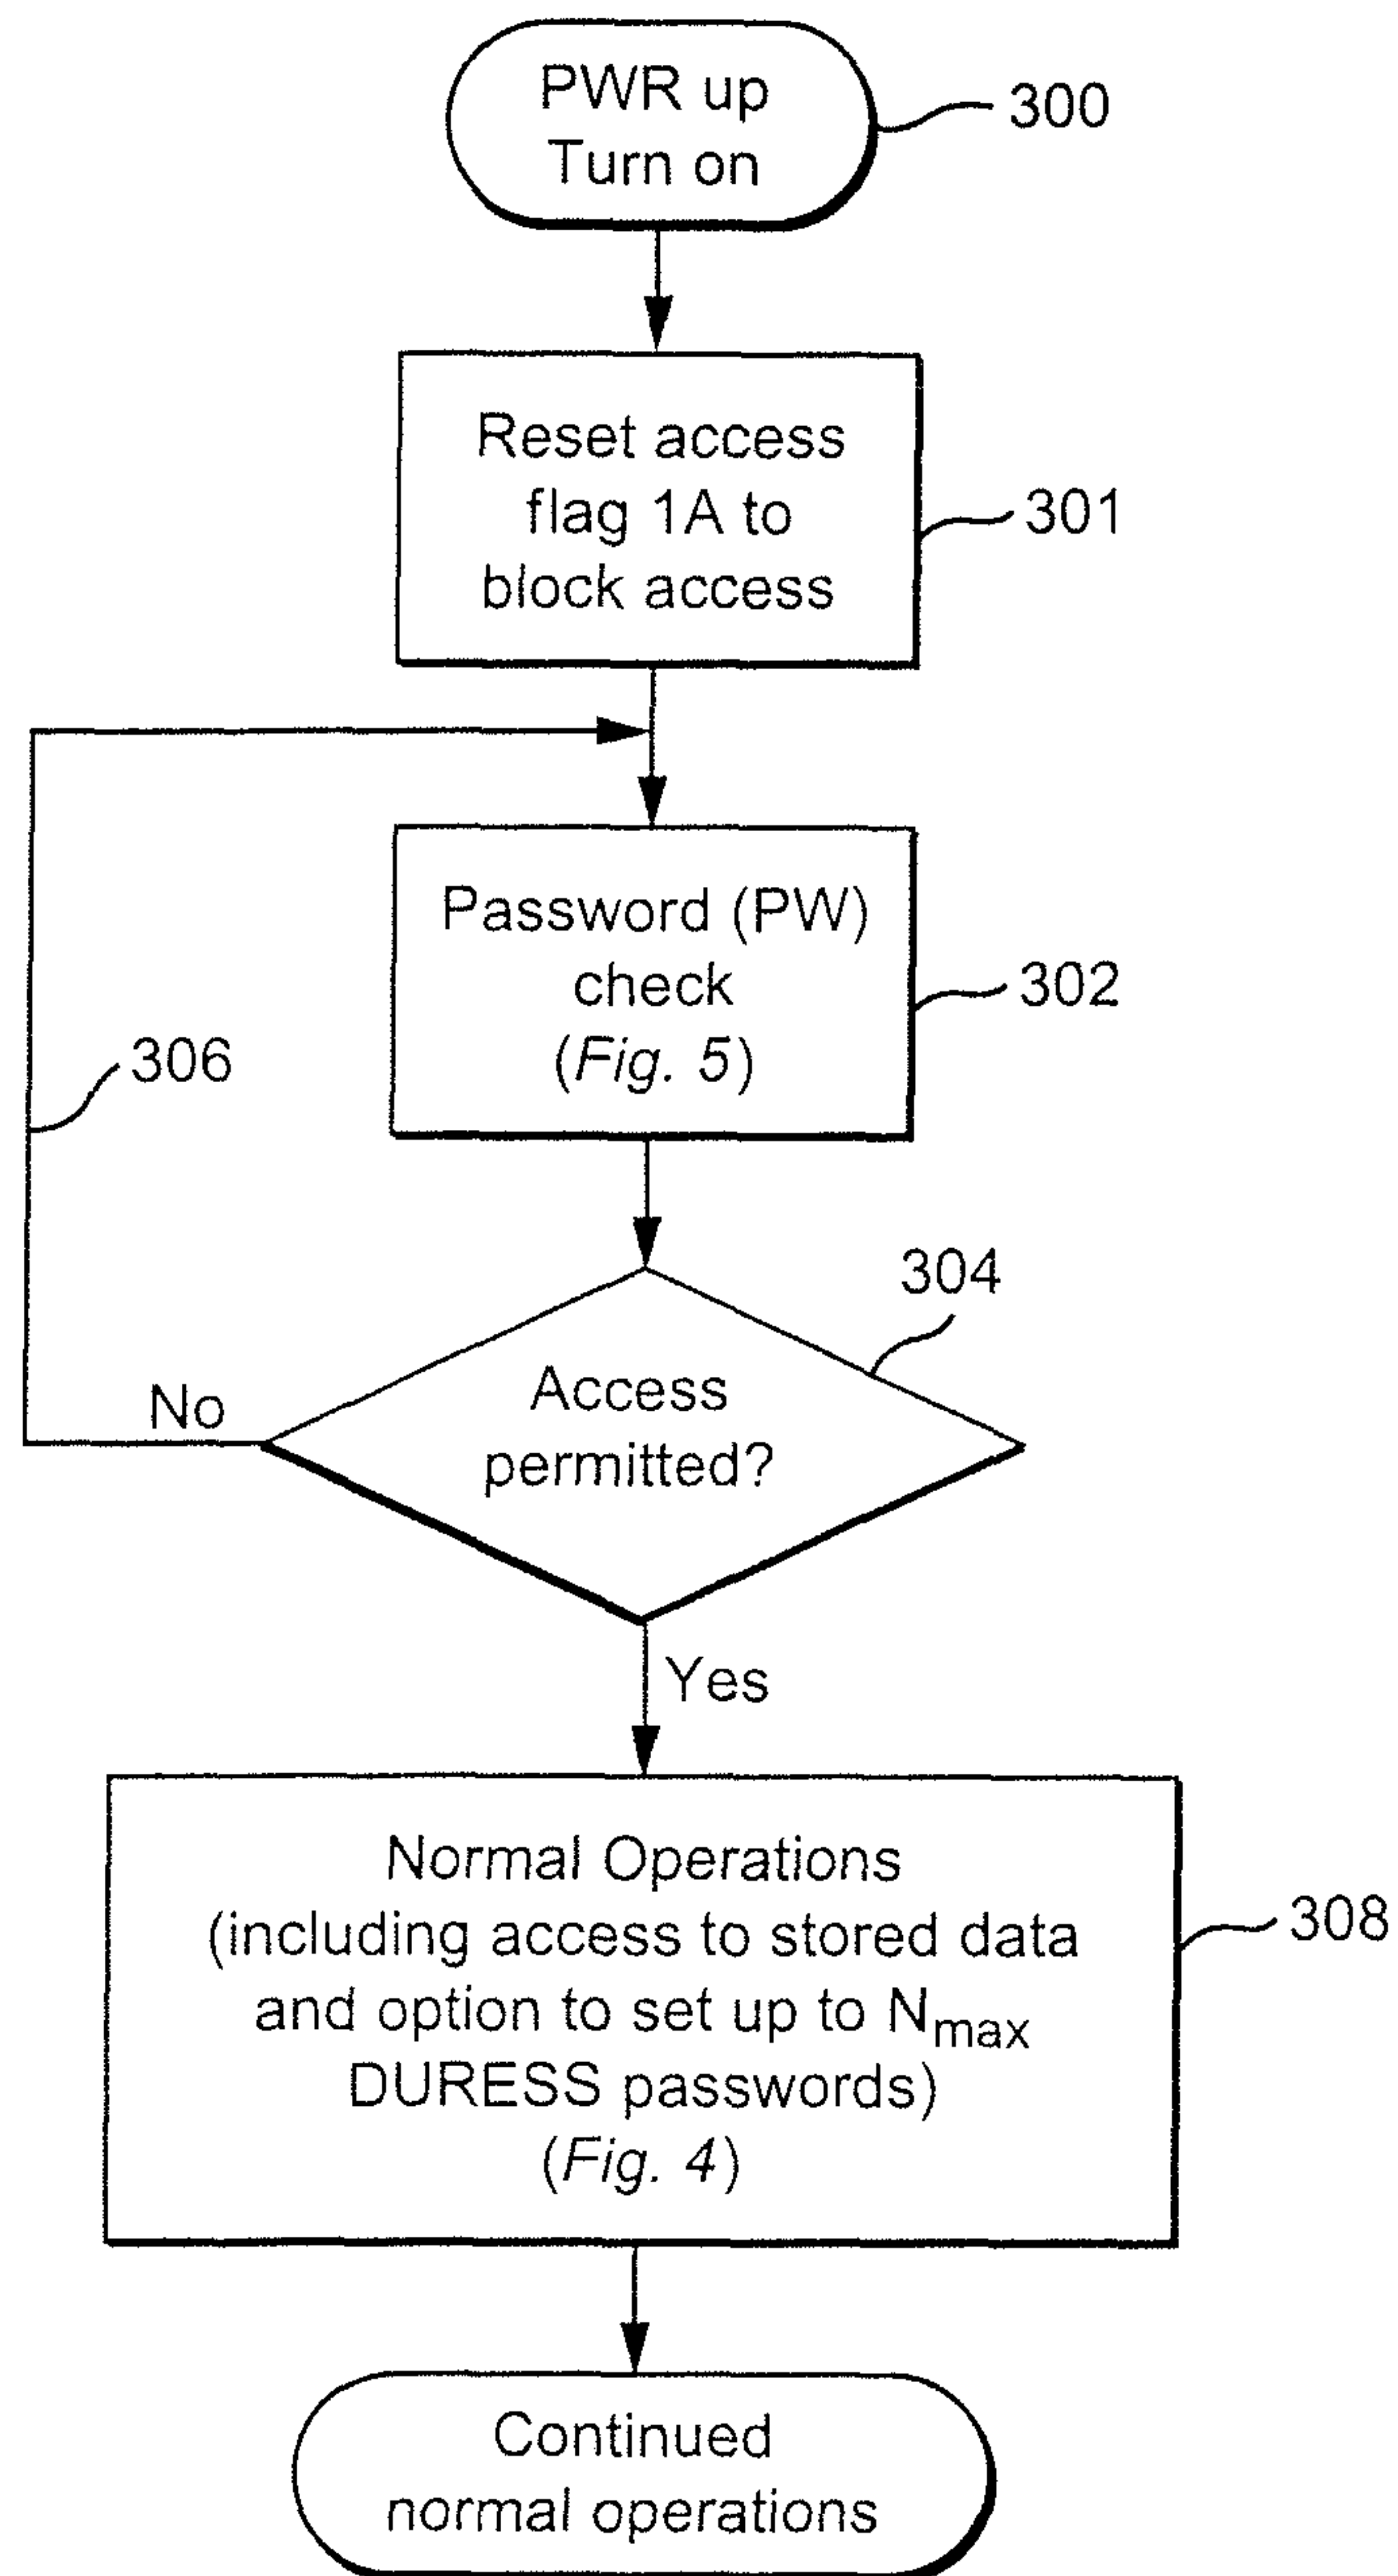 PWR up
Turn on
300
Reset access
flag 1A to
block access
301
Password (PW)
check
(Fig. 5)
302
306
304
Access
permitted?
No
Yes
Normal Operations
(including access to stored data
and option to set up to Nmax
DURESS passwords)
(Fig. 4)
308
Continued
normal operations